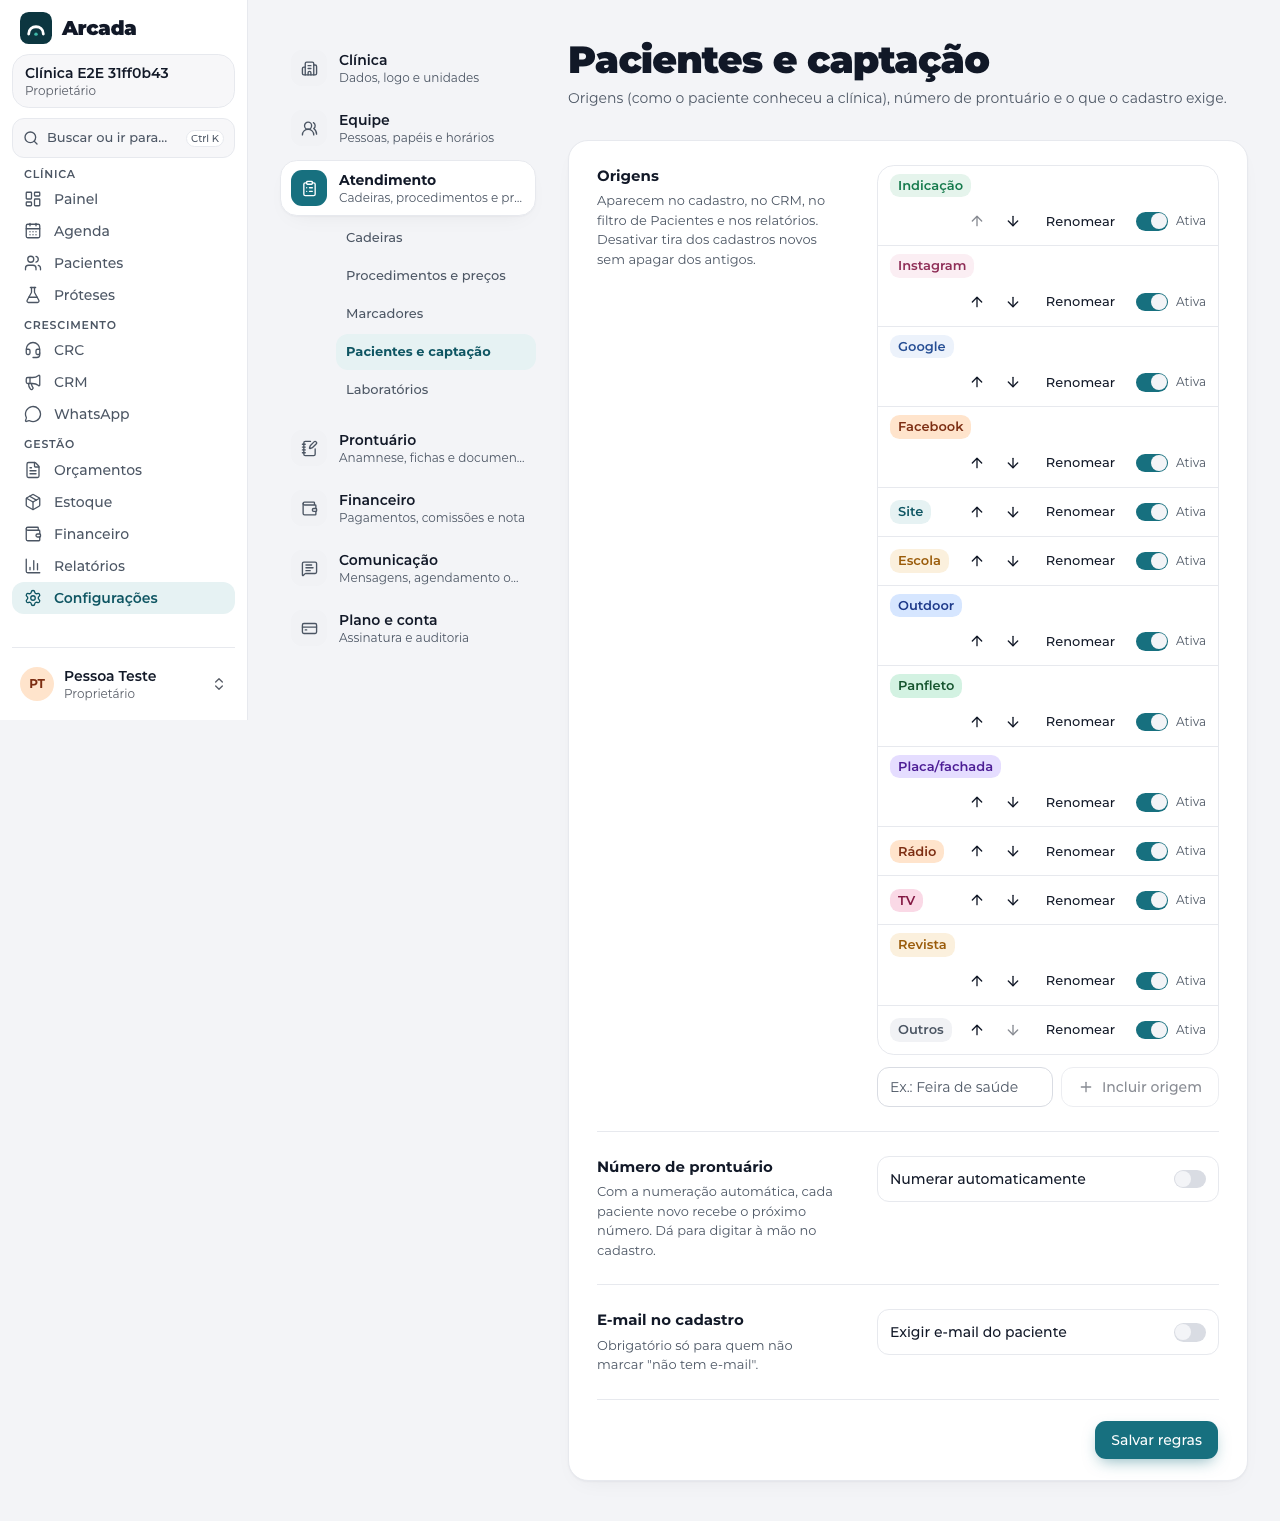 Arcada
Clínica E2E 31ff0b43
Proprietário
Buscar ou ir para... Ctrl K
CLÍNICA
Painel
Agenda
Pacientes
Próteses
CRESCIMENTO
CRC
CRM
WhatsApp
GESTÃO
Orçamentos
Estoque
Financeiro
Relatórios
Configurações
PT
Pessoa Teste
Proprietário
Clínica
Dados, logo e unidades
Equipe
Pessoas, papéis e horários
Atendimento
Cadeiras, procedimentos e pr...
Cadeiras
Procedimentos e preços
Marcadores
Pacientes e captação
Laboratórios
Prontuário
Anamnese, fichas e documen...
Financeiro
Pagamentos, comissões e nota
Comunicação
Mensagens, agendamento o...
Plano e conta
Assinatura e auditoria
Pacientes e captação
Origens (como o paciente conheceu a clínica), número de prontuário e o que o cadastro exige.
Origens
Aparecem no cadastro, no CRM, no
filtro de Pacientes e nos relatórios.
Desativar tira dos cadastros novos
sem apagar dos antigos.
Indicação
Renomear Ativa
Instagram
Renomear Ativa
Google
Renomear Ativa
Facebook
Renomear Ativa
Site Renomear Ativa
Escola Renomear Ativa
Outdoor
Renomear Ativa
Panfleto
Renomear Ativa
Placa/fachada
Renomear Ativa
Rádio Renomear Ativa
TV Renomear Ativa
Revista
Renomear Ativa
Outros Renomear Ativa
Ex.: Feira de saúde
Incluir origem
Número de prontuário
Com a numeração automática, cada
paciente novo recebe o próximo
número. Dá para digitar à mão no
cadastro.
Numerar automaticamente
E-mail no cadastro
Obrigatório só para quem não
marcar "não tem e-mail".
Exigir e-mail do paciente
Salvar regras